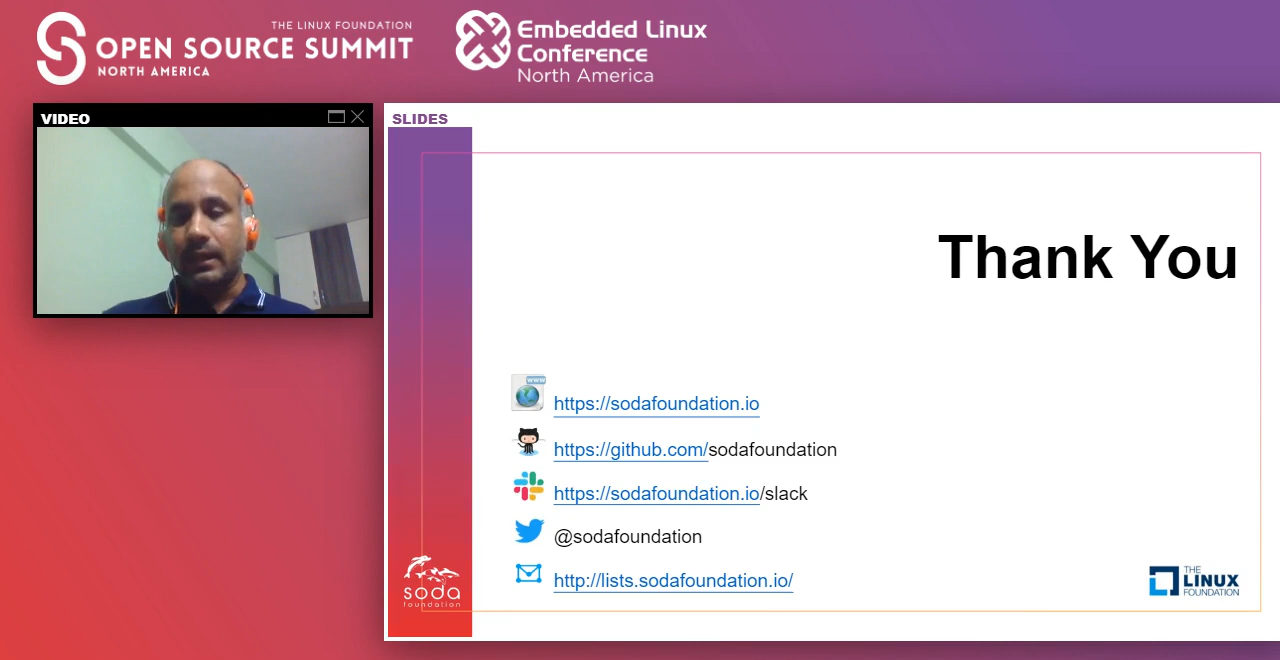 THE LINUX FOUNDATION
OPEN SOURCE SUMMIT
NORTH AMERICA
Embedded Linux
Conference
North America
VIDEO
SLIDES
Thank You
WWW
https://sodafoundation.io
https://github.com/sodafoundation
https://sodafoundation.io/slack
@sodafoundation
http://lists.sodafoundation.io/
soda
foundation
THE
LINUX
FOUNDATION